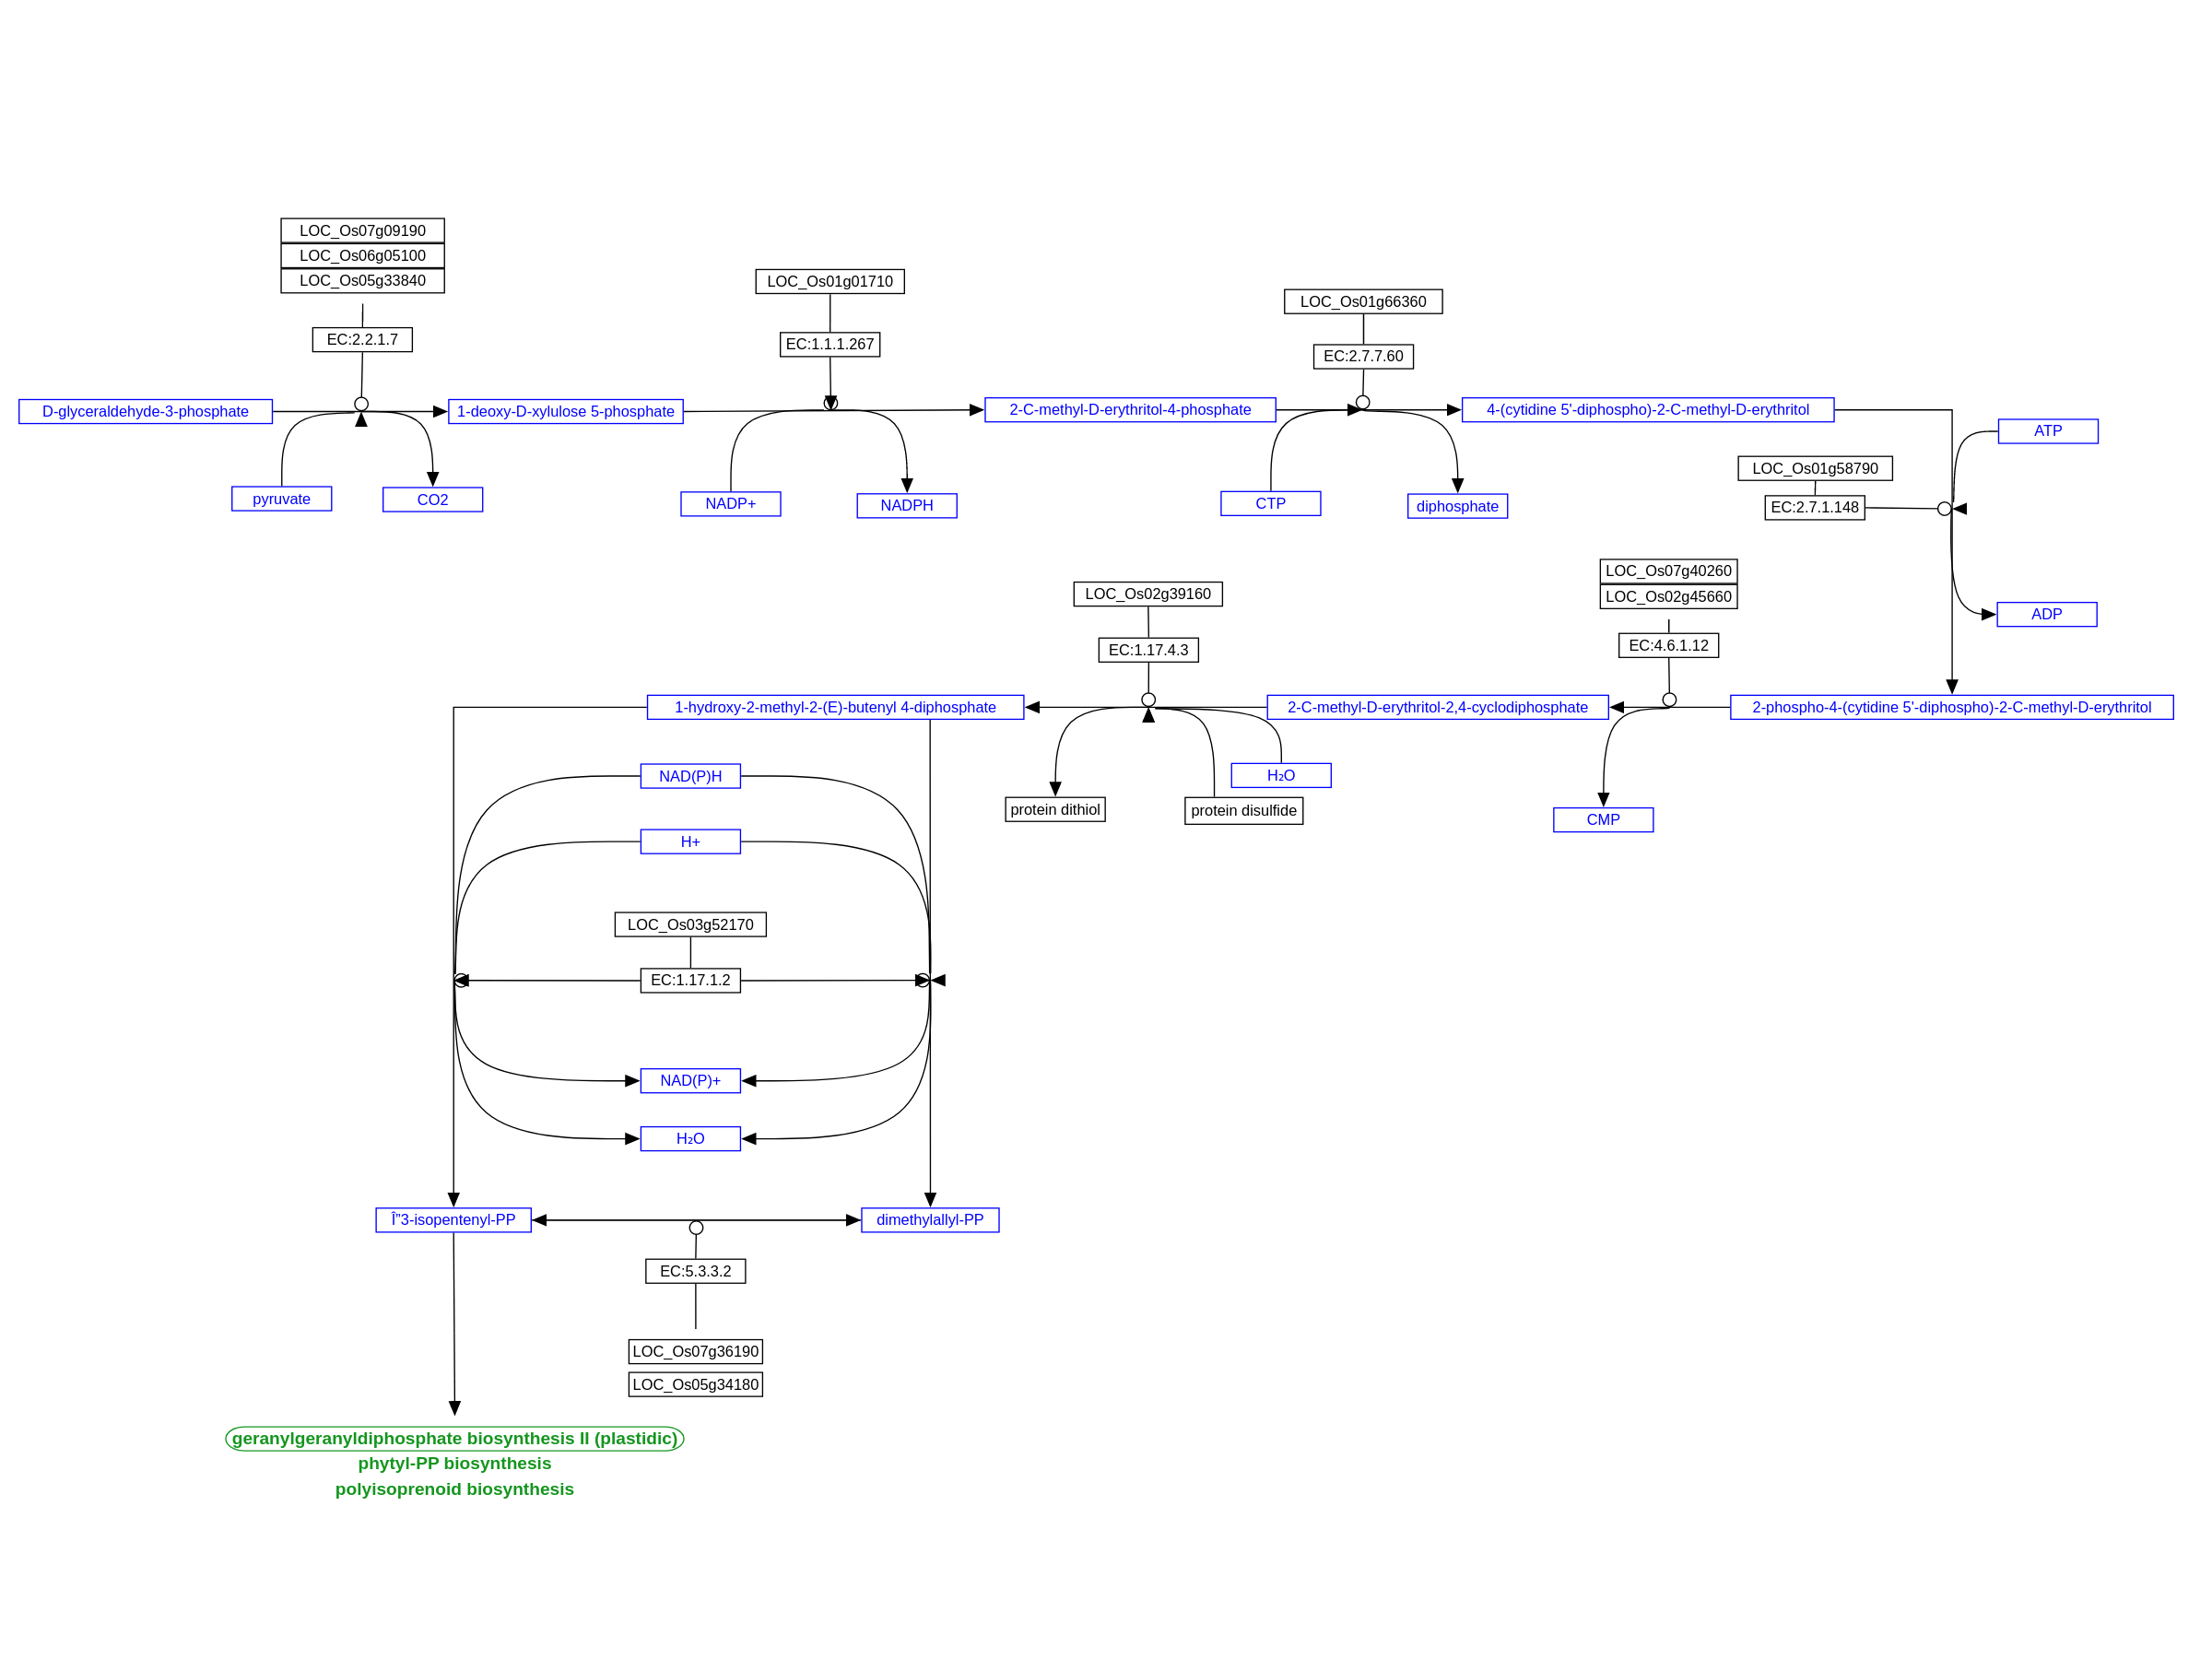 LOC_Os07g09190
LOC_Os06g05100
LOC_Os05g33840
LOC_Os01g01710
LOC_Os01g66360
EC:2.2.1.7
EC:1.1.1.267
EC:2.7.7.60
D-glyceraldehyde-3-phosphate
1-deoxy-D-xylulose 5-phosphate
2-C-methyl-D-erythritol-4-phosphate
4-(cytidine 5'-diphospho)-2-C-methyl-D-erythritol
ATP
LOC_Os01g58790
pyruvate
CO2
NADP+
NADPH
CTP
diphosphate
EC:2.7.1.148
LOC_Os07g40260
LOC_Os02g45660
LOC_Os02g39160
ADP
EC:1.17.4.3
EC:4.6.1.12
1-hydroxy-2-methyl-2-(E)-butenyl 4-diphosphate
2-C-methyl-D-erythritol-2,4-cyclodiphosphate
2-phospho-4-(cytidine 5'-diphospho)-2-C-methyl-D-erythritol
NAD(P)H
H₂O
protein dithiol
protein disulfide
CMP
H+
LOC_Os03g52170
EC:1.17.1.2
NAD(P)+
H₂O
Î”3-isopentenyl-PP
dimethylallyl-PP
EC:5.3.3.2
LOC_Os07g36190
LOC_Os05g34180
geranylgeranyldiphosphate biosynthesis II (plastidic)
phytyl-PP biosynthesis
polyisoprenoid biosynthesis